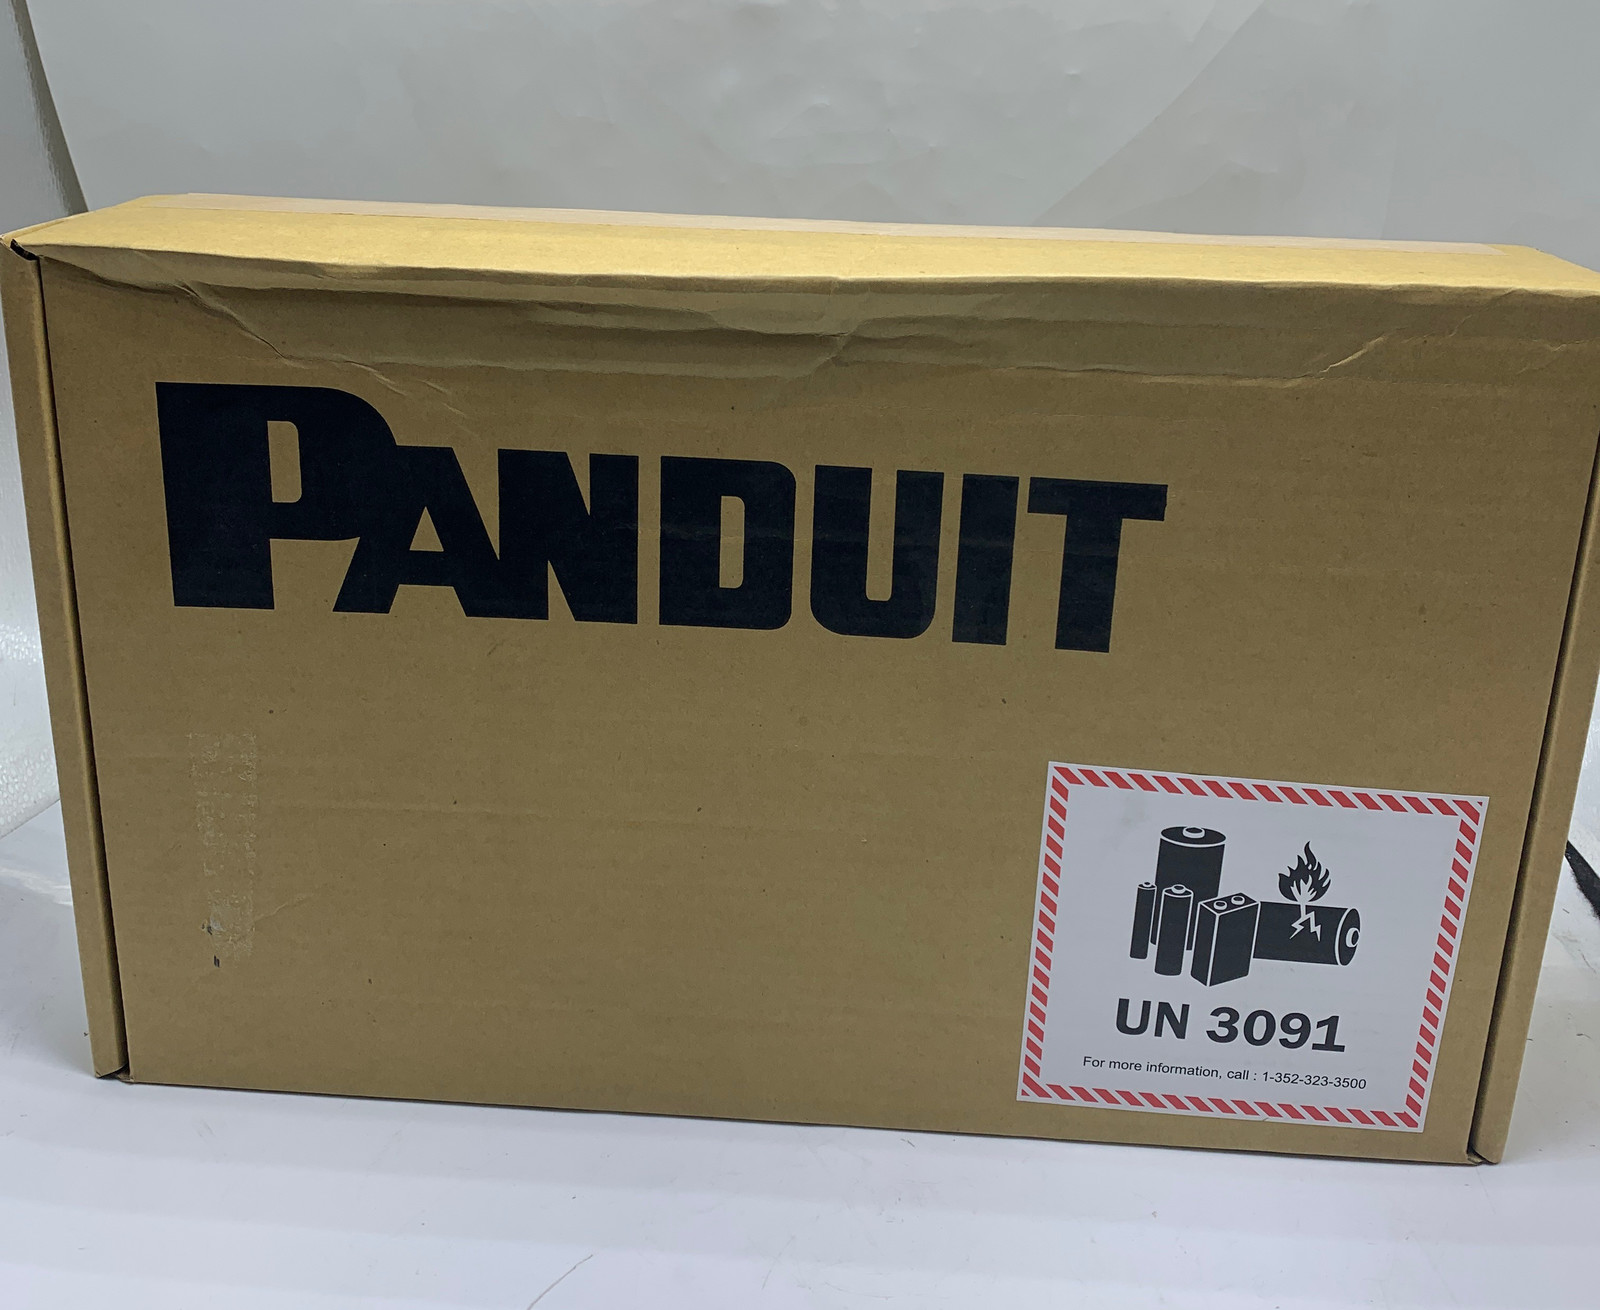 PANDUIT
UN 3091
For more information, call : 1-352-323-3500